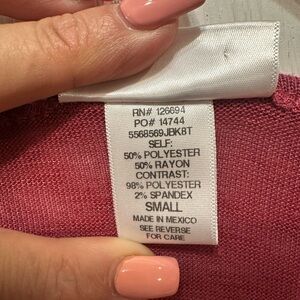 RN# 126694
PO# 14744
5568569JBKBT
SELF:
50% POLYESTER
50% RAYON
CONTRAST:
98% POLYESTER
2% SPANDEX
SMALL
MADE IN MEXICO
SEE REVERSE
FOR CARE